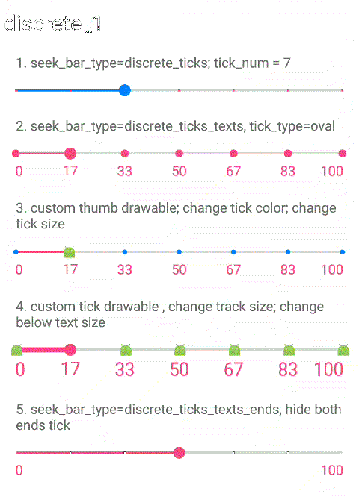 discrete_1
1. seek_bar_type=discrete_ticks; tick_num = 7
2. seek_bar_type=discrete_ticks_texts, tick_type=oval
0 17 33 50 67 83 100
3. custom thumb drawable; change tick color; change
tick size
0 17 33 50 67 83 100
4. custom tick drawable , change track size; change
below text size
0 17 33 50 67 83 100
5. seek_bar_type=discrete_ticks_texts_ends, hide both
ends tick
0 100